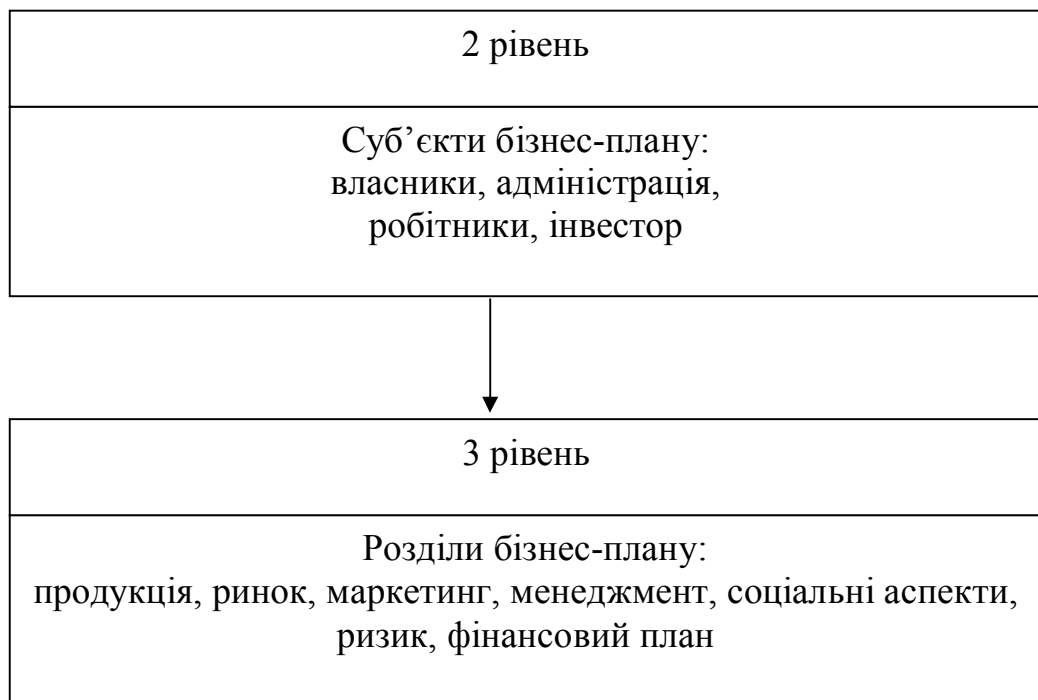 2 рівень
Суб’єкти бізнес-плану:
власники, адміністрація,
робітники, інвестор
3 рівень
Розділи бізнес-плану:
продукція, ринок, маркетинг, менеджмент, соціальні аспекти,
ризик, фінансовий план